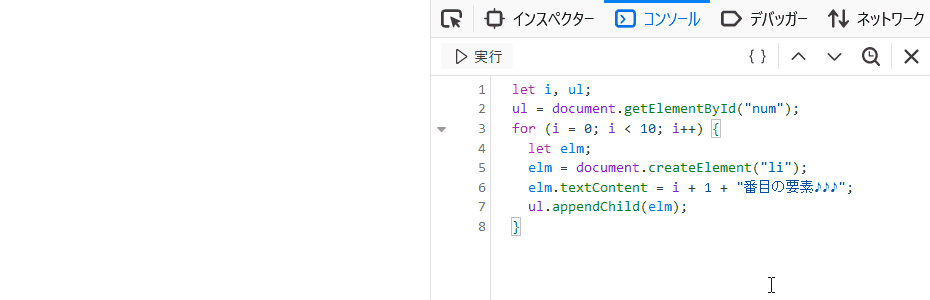 インスペクター コンソール デバッガー ネットワーク
実行 { }
1 let i, ul;
2 ul = document.getElementById("num");
3 for (i = 0; i < 10; i++) {
4 let elm;
5 elm = document.createElement("li");
6 elm.textContent = i + 1 + "番目の要素♪♪♪";
7 ul.appendChild(elm);
8 }